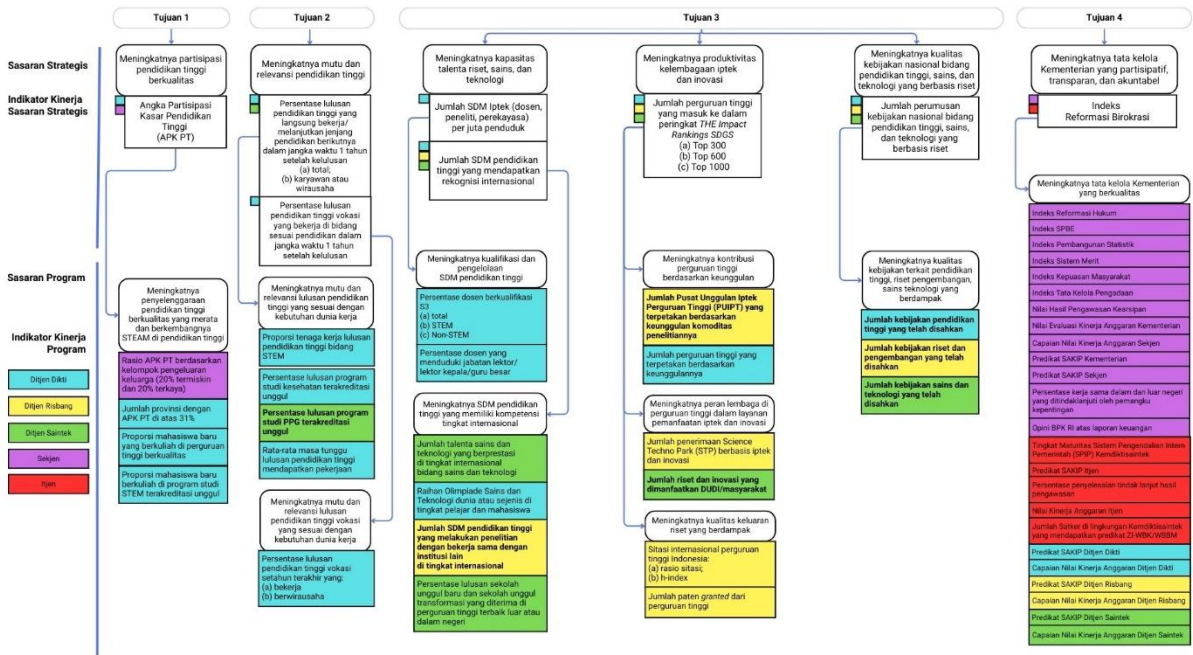 Tujuan 1
Tujuan 2
Tujuan 3
Tujuan 4
Sasaran Strategis
Meningkatnya partisipasi
pendidikan tinggi
berkualitas
Meningkatnya mutu dan
relevansi pendidikan tinggi
Meningkatnya kapasitas
talenta riset, sains, dan
teknologi
Meningkatnya produktivitas
kelembagaan iptek
dan inovasi
Meningkatnya kualitas
kebijakan nasional bidang
pendidikan tinggi, sains, dan
teknologi yang berbasis riset
Meningkatnya tata kelola
Kementerian yang partisipatif,
transparan, dan akuntabel
Indikator Kinerja
Sasaran Strategis
Angka Partisipasi
Kasar Pendidikan
Tinggi
(APK PT)
Persentase lulusan
pendidikan tinggi yang
langsung bekerja/
melanjutkan jenjang
pendidikan berikutnya
dalam jangka waktu 1 tahun
setelah kelulusan
(a) total;
(b) karyawan atau
wirausaha
Persentase lulusan
pendidikan tinggi vokasi
yang bekerja di bidang
sesuai pendidikan dalam
jangka waktu 1 tahun
setelah kelulusan
Jumlah SDM Iptek (dosen,
peneliti, perekayasa)
per juta penduduk
Jumlah SDM pendidikan
tinggi yang mendapatkan
rekognisi internasional
Jumlah perguruan tinggi
yang masuk ke dalam
peringkat THE Impact
Rankings SDGS
(a) Top 300
(b) Top 600
(c) Top 1000
Jumlah perumusan
kebijakan nasional bidang
pendidikan tinggi, sains,
dan teknologi yang
berbasis riset
Indeks
Reformasi Birokrasi
Sasaran Program
Meningkatnya
penyelenggaraan
pendidikan tinggi
berkualitas yang merata
dan berkembangnya
STEAM di pendidikan tinggi
Meningkatnya mutu dan
relevansi lulusan pendidikan
tinggi yang sesuai dengan
kebutuhan dunia kerja
Meningkatnya kualifikasi dan
pengelolaan
SDM pendidikan tinggi
Meningkatnya kontribusi
perguruan tinggi
berdasarkan keunggulan
Meningkatnya kualitas
kebijakan terkait pendidikan
tinggi, riset pengembangan,
sains teknologi yang
berdampak
Meningkatnya tata kelola Kementerian
yang berkualitas
Indikator Kinerja
Program
Ditjen Dikti
Ditjen Risbang
Ditjen Saintek
Sekjen
Itjen
Rasio APK PT berdasarkan
kelompok pengeluaran
keluarga (20% termiskin
dan 20% terkaya)
Jumlah provinsi dengan
APK PT di atas 31%
Proporsi mahasiswa baru
yang berkuliah di perguruan
tinggi berkualitas
Proporsi mahasiswa baru
berkuliah di program studi
STEM terakreditasi unggul
Proporsi tenaga kerja lulusan
pendidikan tinggi bidang
STEM
Persentase lulusan program
studi kesehatan terakreditasi
unggul
Persentase lulusan program
studi PPG terakreditasi
unggul
Rata-rata masa tunggu
lulusan pendidikan tinggi
mendapatkan pekerjaan
Meningkatnya mutu dan
relevansi lulusan
pendidikan tinggi vokasi
yang sesuai dengan
kebutuhan dunia kerja
Persentase lulusan
pendidikan tinggi vokasi
setahun terakhir yang:
(a) bekerja
(b) berwirausaha
Persentase dosen berkualifikasi
S3
(a) total
(b) STEM
(c) Non-STEM
Persentase dosen yang
menduduki jabatan lektor/
lektor kepala/guru besar
Meningkatnya SDM pendidikan
tinggi yang memiliki kompetensi
tingkat internasional
Jumlah talenta sains dan
teknologi yang berprestasi
di tingkat internasional
bidang sains dan teknologi
Raihan Olimpiade Sains dan
Teknologi dunia atau sejenis di
tingkat pelajar dan mahasiswa
Jumlah SDM pendidikan tinggi
yang melakukan penelitian
dengan bekerja sama dengan
institusi lain
di tingkat internasional
Persentase lulusan sekolah
unggul baru dan sekolah unggul
transformasi yang diterima di
perguruan tinggi terbaik luar atau
dalam negeri
Jumlah Pusat Unggulan Iptek
Perguruan Tinggi (PUIPT) yang
terpetakan berdasarkan
keunggulan komoditas
penelitiannya
Jumlah perguruan tinggi yang
terpetakan berdasarkan
keunggulannya
Meningkatnya peran lembaga di
perguruan tinggi dalam layanan
pemanfaatan iptek dan inovasi
Jumlah penerimaan Science
Techno Park (STP) berbasis iptek
dan inovasi
Jumlah riset dan inovasi yang
dimanfaatkan DUDI/masyarakat
Meningkatnya kualitas keluaran
riset yang berdampak
Sitasi internasional perguruan
tinggi Indonesia:
(a) rasio sitasi;
(b) h-index
Jumlah paten granted dari
perguruan tinggi
Jumlah kebijakan pendidikan
tinggi yang telah disahkan
Jumlah kebijakan riset dan
pengembangan yang telah
disahkan
Jumlah kebijakan sains dan
teknologi yang telah
disahkan
Indeks Reformasi Hukum
Indeks SPBE
Indeks Pembangunan Statistik
Indeks Sistem Merit
Indeks Kepuasan Masyarakat
Indeks Tata Kelola Pengadaan
Nilai Hasil Pengawasan Kearsipan
Nilai Evaluasi Kinerja Anggaran Kementerian
Capaian Nilai Kinerja Anggaran Sekjen
Predikat SAKIP Kementerian
Predikat SAKIP Sekjen
Persentase kerja sama dalam dan luar negeri
yang ditindaklanjuti oleh pemangku
kepentingan
Opini BPK RI atas laporan keuangan
Tingkat Maturitas Sistem Pengendalian Intern
Pemerintah (SPIP) Kemdiktisaintek
Predikat SAKIP Itjen
Persentase penyelesaian tindak lanjut hasil
pengawasan
Nilai Kinerja Anggaran Itjen
Jumlah Satker di lingkungan Kemdiktisaintek
yang mendapatkan predikat ZI-WBK/WBBM
Predikat SAKIP Ditjen Dikti
Capaian Nilai Kinerja Anggaran Ditjen Dikti
Predikat SAKIP Ditjen Risbang
Capaian Nilai Kinerja Anggaran Ditjen Risbang
Predikat SAKIP Ditjen Saintek
Capaian Nilai Kinerja Anggaran Ditjen Saintek